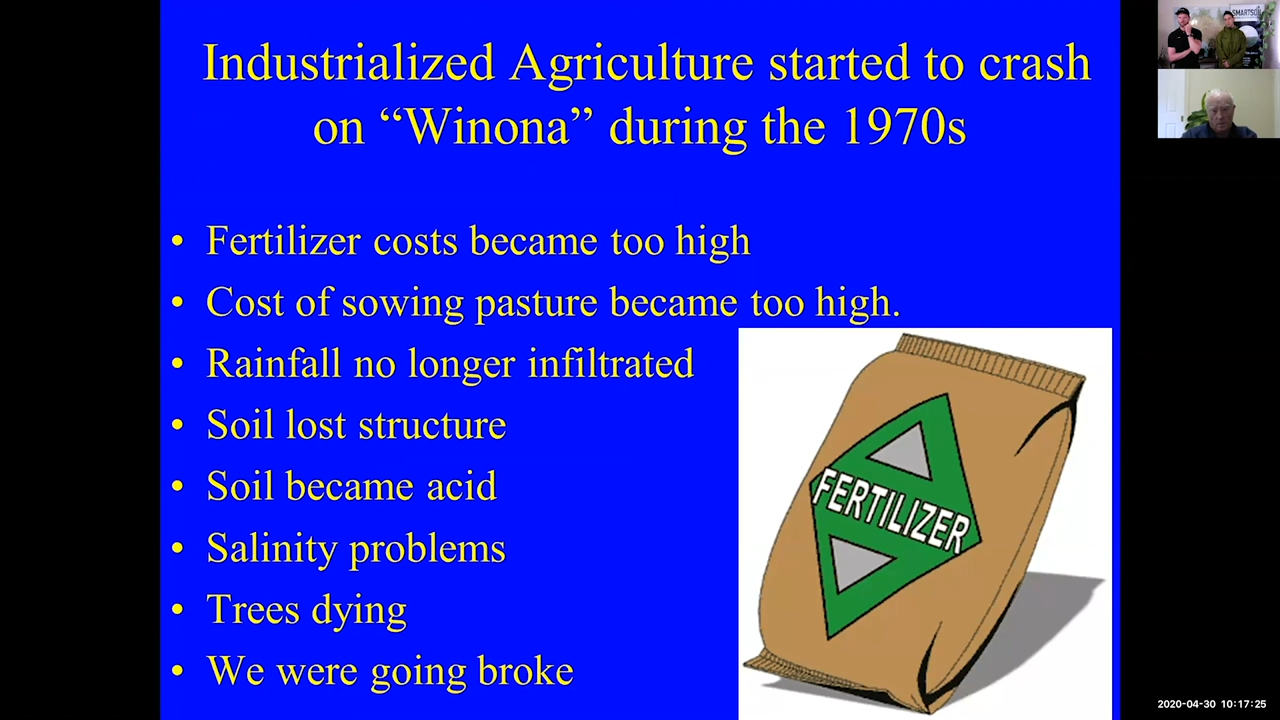 Industrialized Agriculture started to crash
on “Winona” during the 1970s
• Fertilizer costs became too high
• Cost of sowing pasture became too high.
• Rainfall no longer infiltrated
• Soil lost structure
• Soil became acid
• Salinity problems
• Trees dying
• We were going broke
FERTILIZER
SMARTSOIL
2020-04-30 10:17:25